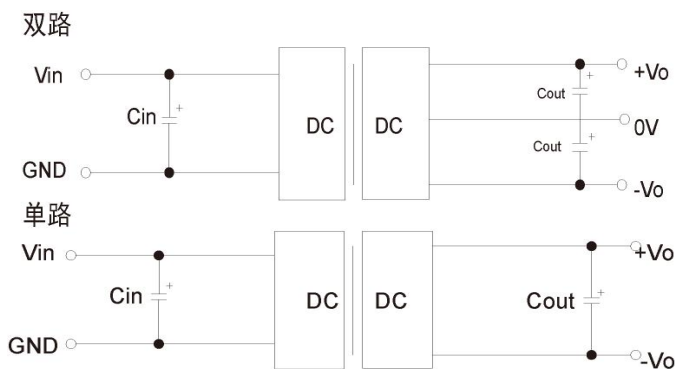 双路
Vin
+Vo
+
Cout
Cin
+
DC
DC
0V
+
Cout
GND
-Vo
单路
Vin
+Vo
Cin
+
DC
DC
Cout
+
GND
-Vo